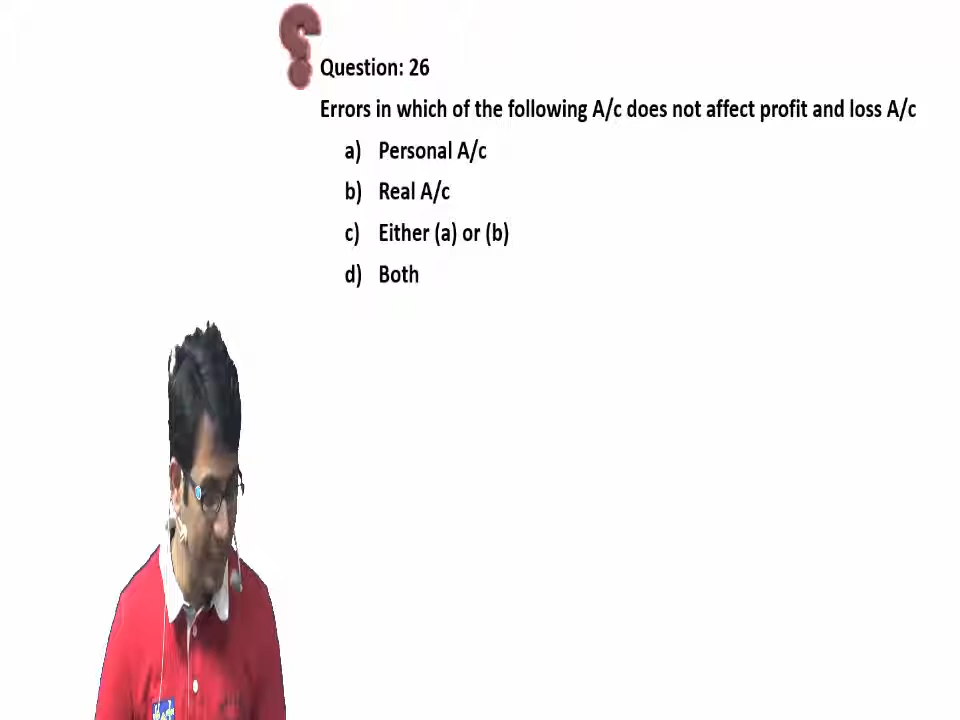 Question: 26
Errors in which of the following A/c does not affect profit and loss A/c
a) Personal A/c
b) Real A/c
c) Either (a) or (b)
d) Both